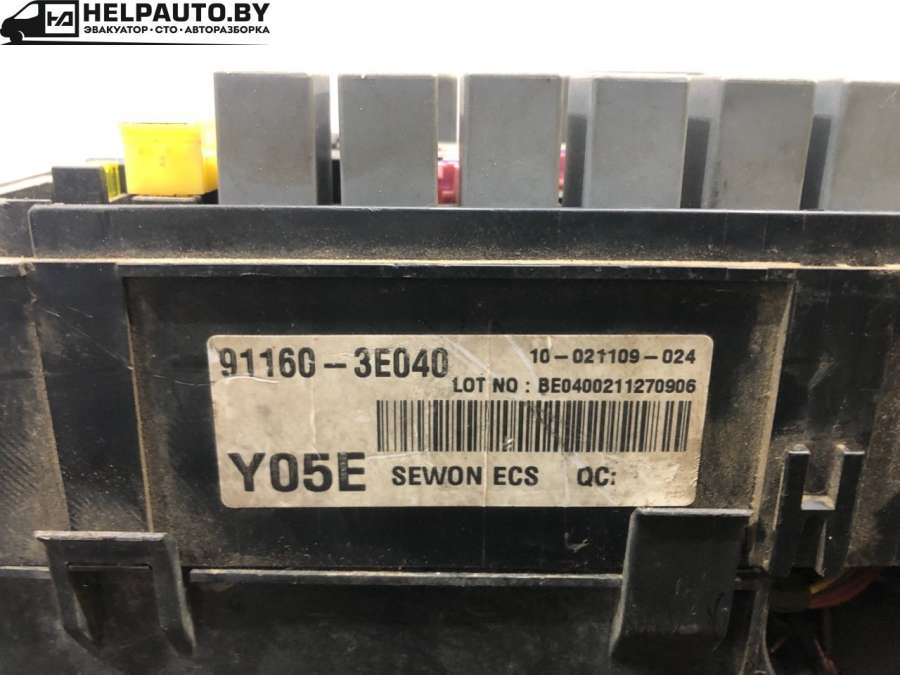 HELPAUTO.BY
ЭВАКУАТОР · СТО · АВТОРАЗБОРКА
91160-3E040
10-021109-024
LOT NO : BE0400211270906
Y05E SEWON ECS QC: